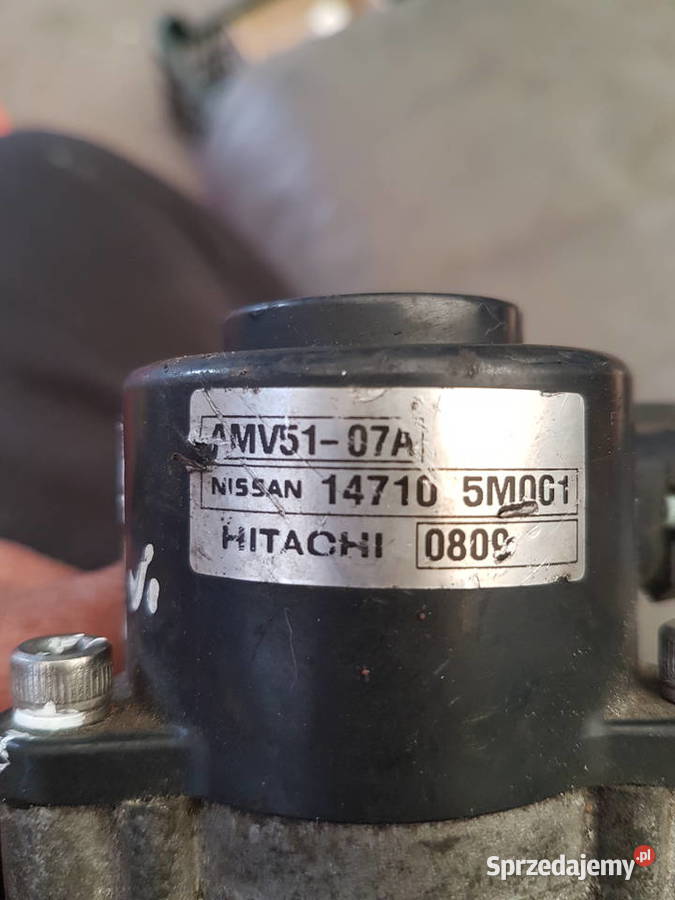 AMV51-07A
NISSAN 14710 5M001
HITACHI 0809
Sprzedajemy.pl